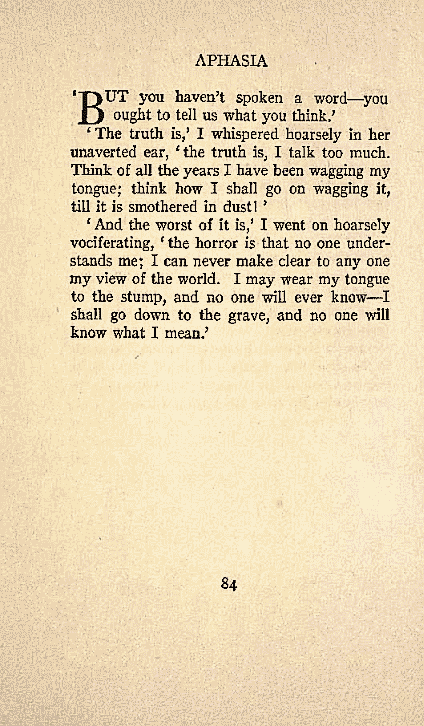 APHASIA
'BUT you haven't spoken a word—you
ought to tell us what you think.'
'The truth is,' I whispered hoarsely in her
unaverted ear, 'the truth is, I talk too much.
Think of all the years I have been wagging my
tongue; think how I shall go on wagging it,
till it is smothered in dust!'
'And the worst of it is,' I went on hoarsely
vociferating, 'the horror is that no one under-
stands me; I can never make clear to any one
my view of the world. I may wear my tongue
to the stump, and no one will ever know—I
shall go down to the grave, and no one will
know what I mean.'
84